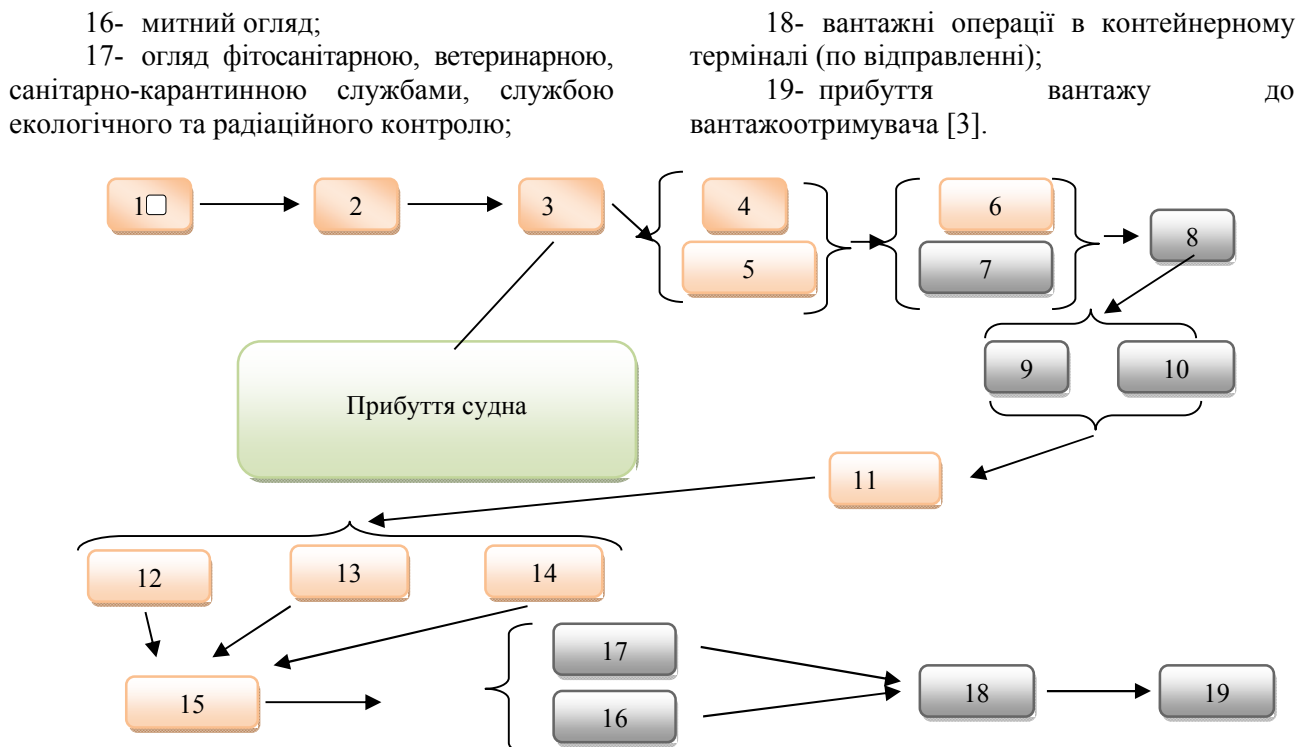 16- митний огляд;
17- огляд фітосанітарною, ветеринарною,
санітарно-карантинною службами, службою
екологічного та радіаційного контролю;
18- вантажні операції в контейнерному
терміналі (по відправленні);
19- прибуття вантажу до
вантажоотримувача [3].
1
2
3
4
5
6
7
8
9
10
Прибуття судна
11
12
13
14
15
17
16
18
19